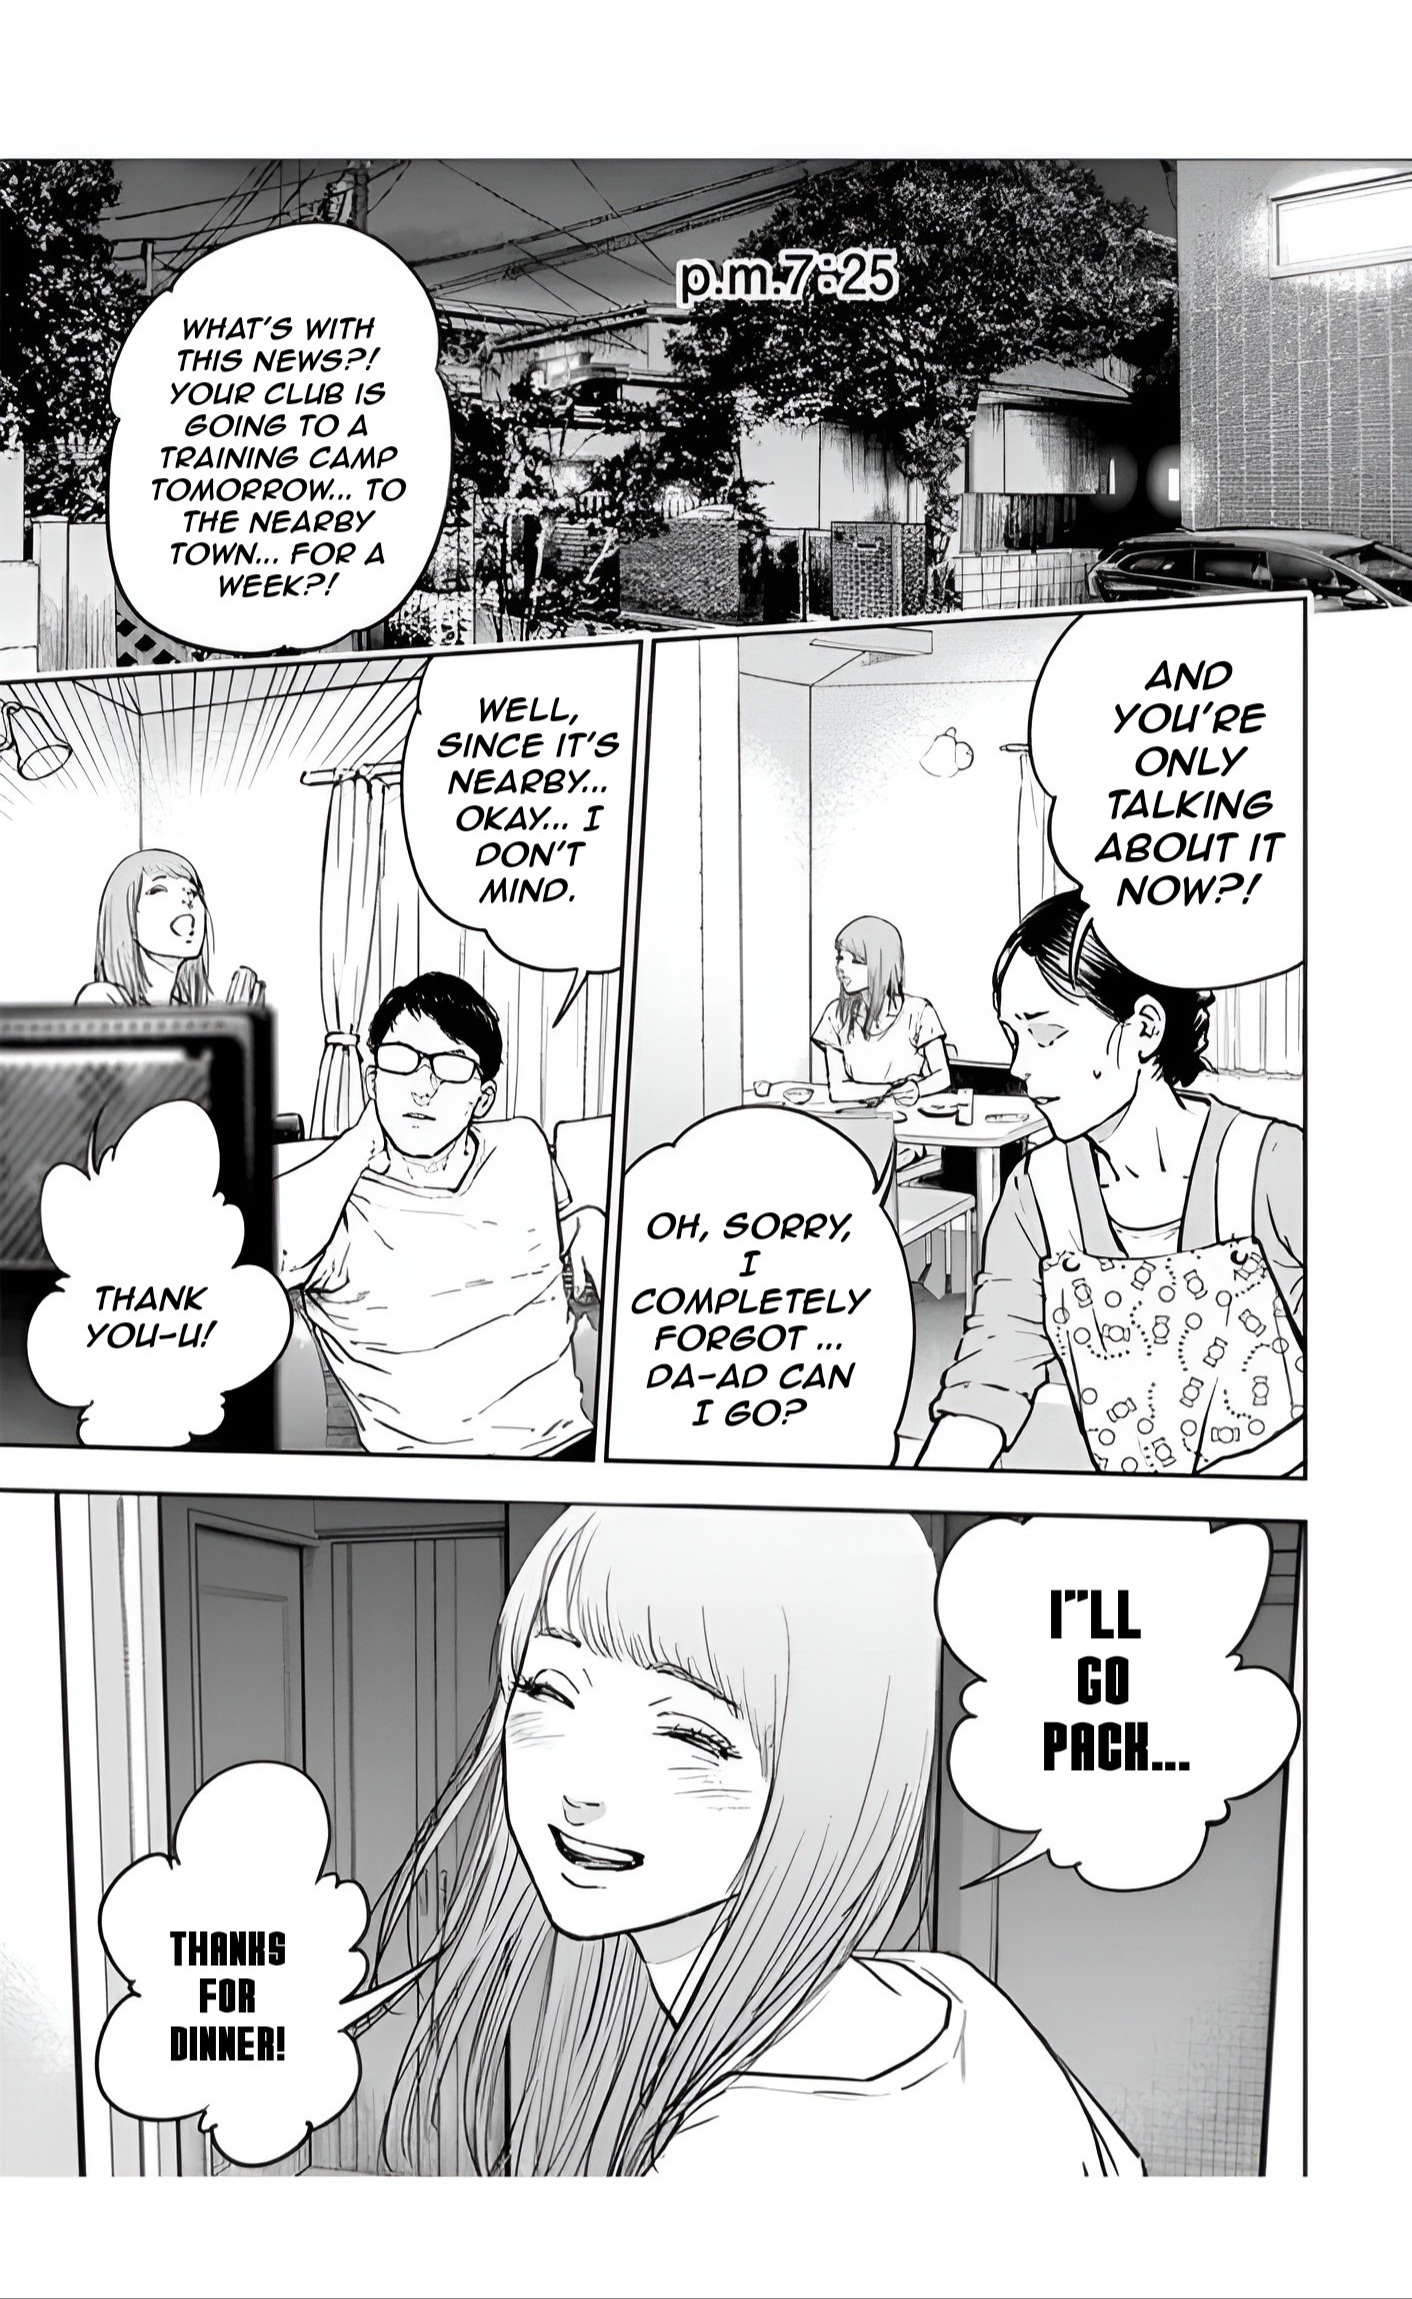 p.m.7:25
WHAT'S WITH
THIS NEWS?!
YOUR CLUB IS
GOING TO A
TRAINING CAMP
TOMORROW... TO
THE NEARBY
TOWN... FOR A
WEEK?!
AND
YOU'RE
ONLY
TALKING
ABOUT IT
NOW?!
OH, SORRY,
I
COMPLETELY
FORGOT ...
DA-AD CAN
I GO?
WELL,
SINCE IT'S
NEARBY...
OKAY... I
DON'T
MIND.
THANK
YOU-U!
I"LL
GO
PACK...
THANKS
FOR
DINNER!